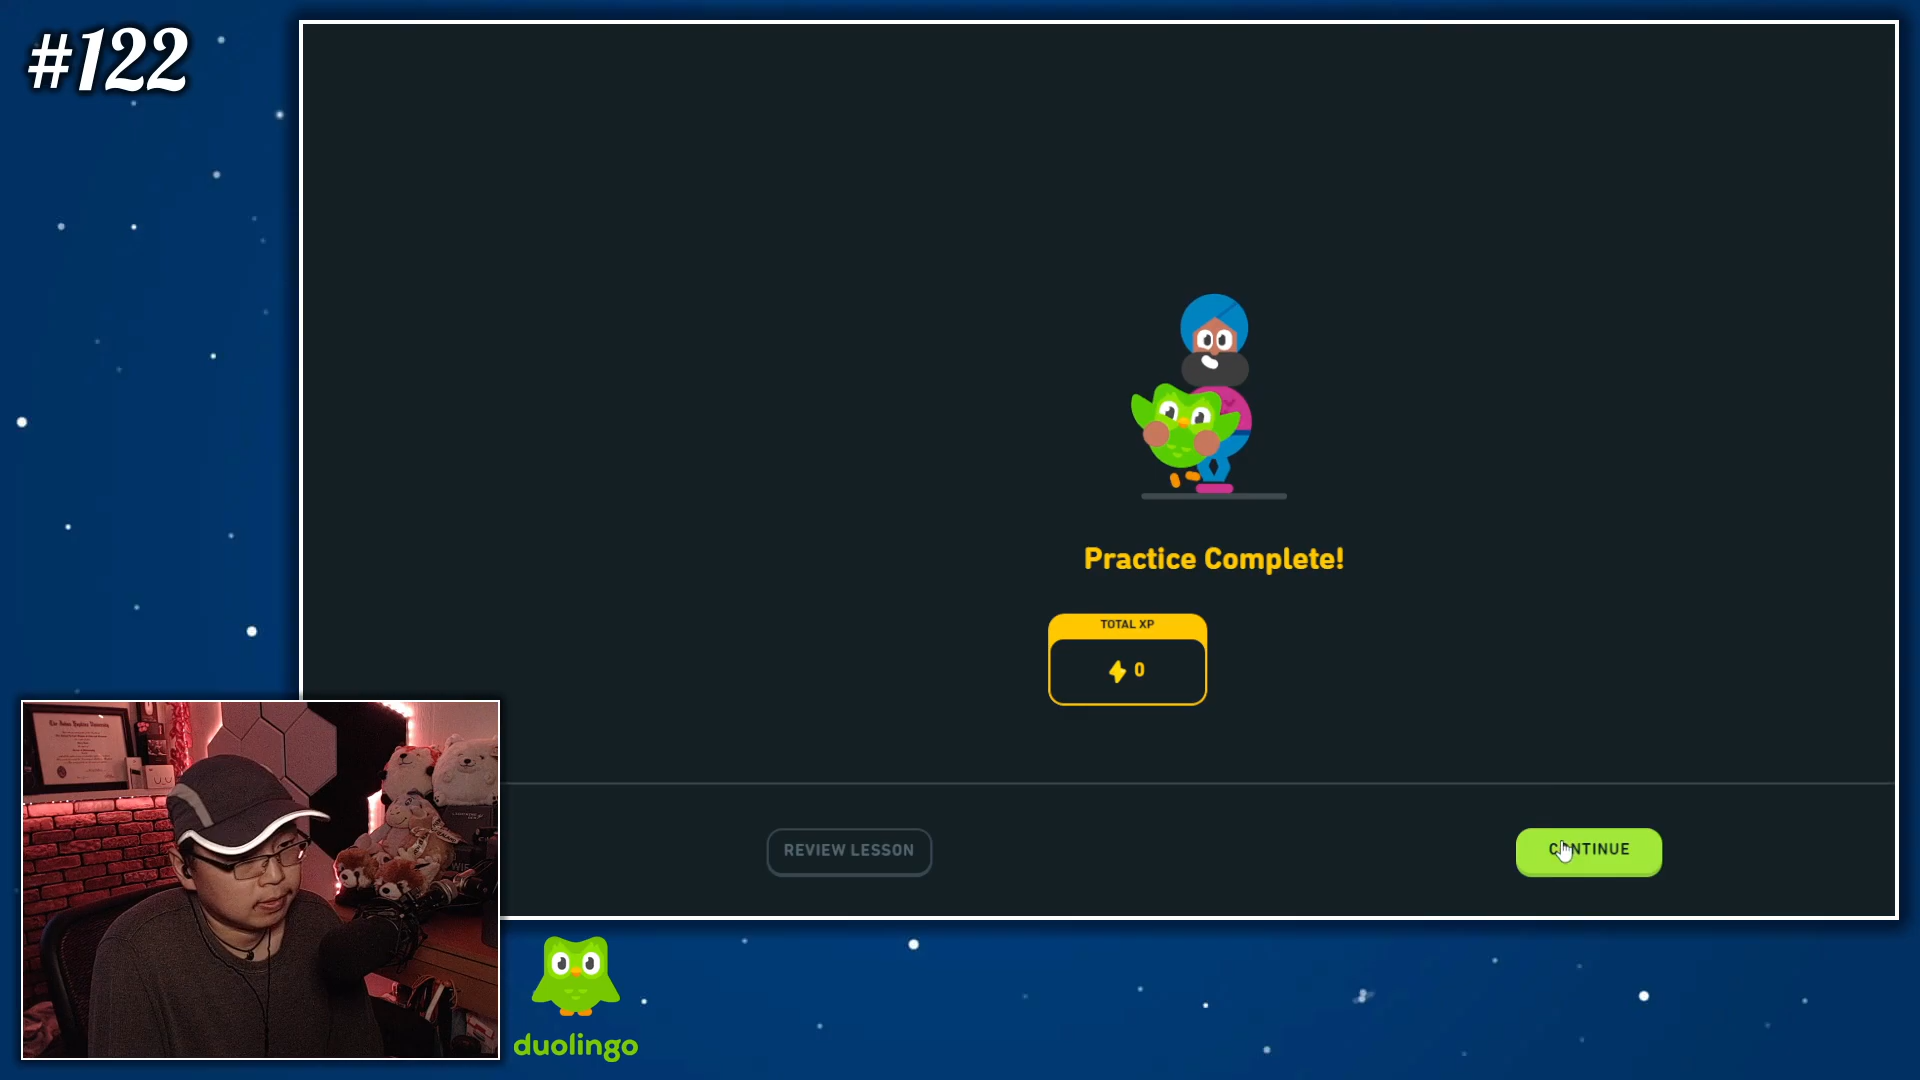 #122
Practice Complete!
TOTAL XP
0
REVIEW LESSON
CONTINUE
duolingo